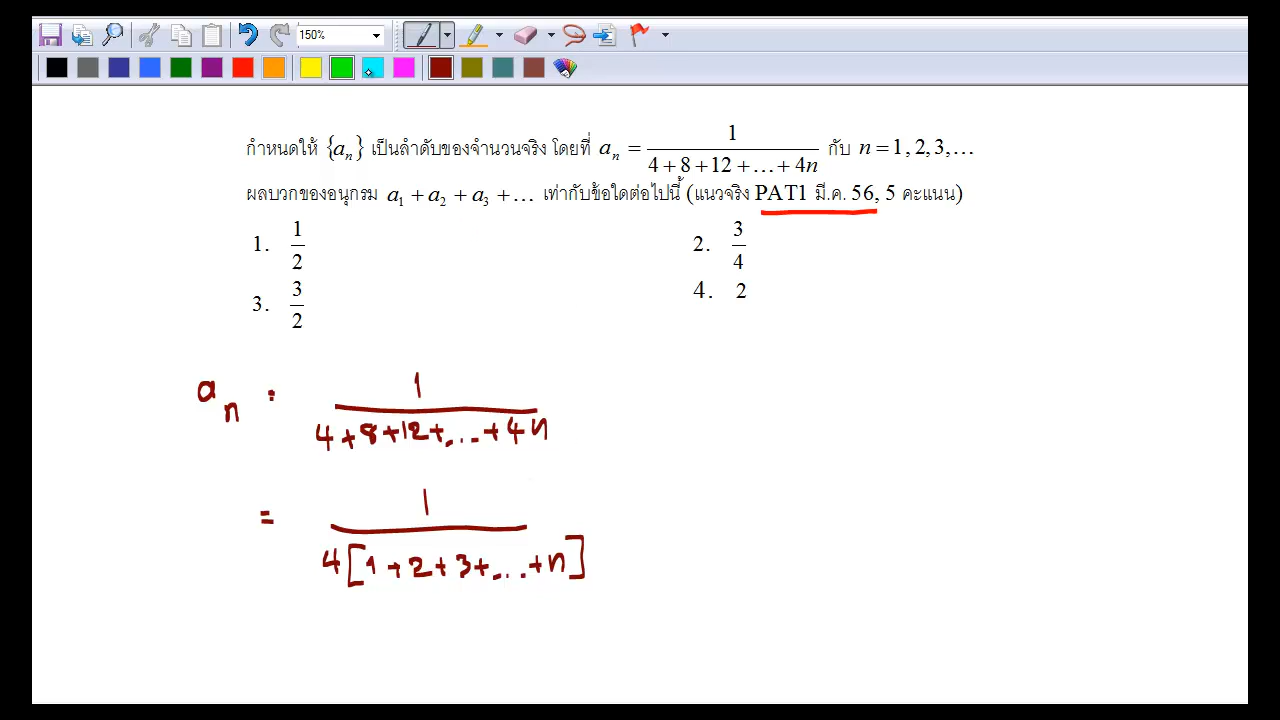 150%
กำหนดให้ {aₙ} เป็นลำดับของจำนวนจริง โดยที่ aₙ = 1/(4+8+12+…+4n) กับ n = 1, 2, 3,…
ผลบวกของอนุกรม a₁ + a₂ + a₃ + … เท่ากับข้อใดต่อไปนี้ (แนวจริง PAT1 มี.ค. 56, 5 คะแนน)
1. 1/2
2. 3/4
3. 3/2
4. 2
aₙ = 1/(4+8+12+...+4n)
= 1/(4[1+2+3+...+n])